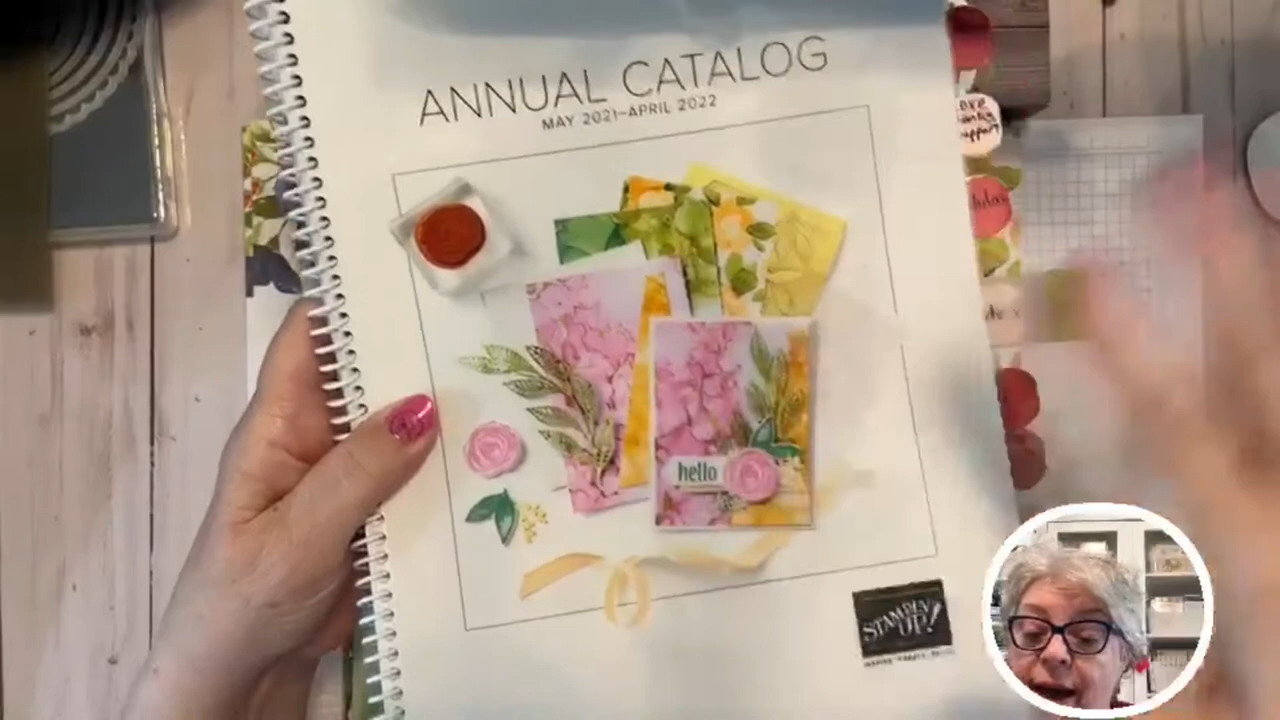 ANNUAL CATALOG
MAY 2021–APRIL 2022
hello
STAMPIN'
UP!